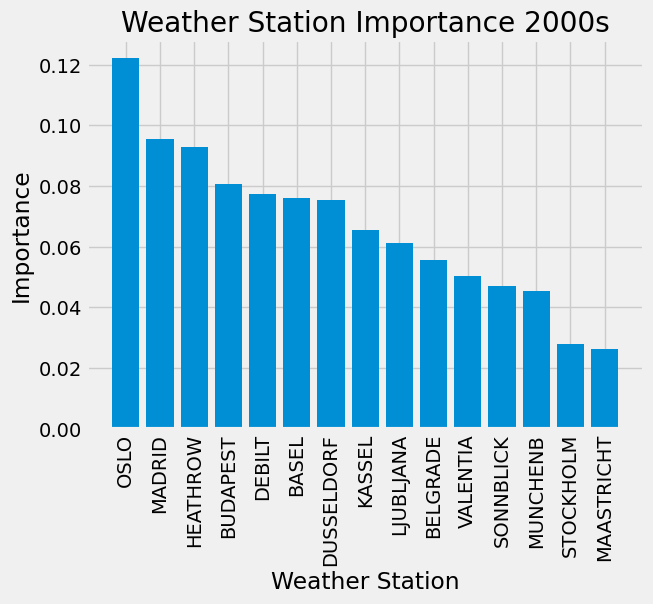 Weather Station Importance 2000s
0.12
0.10
0.08
0.06
0.04
0.02
0.00
Importance
OSLO
MADRID
HEATHROW
BUDAPEST
DEBILT
BASEL
DUSSELDORF
KASSEL
LJUBLJANA
BELGRADE
VALENTIA
SONNBLICK
MUNCHENB
STOCKHOLM
MAASTRICHT
Weather Station